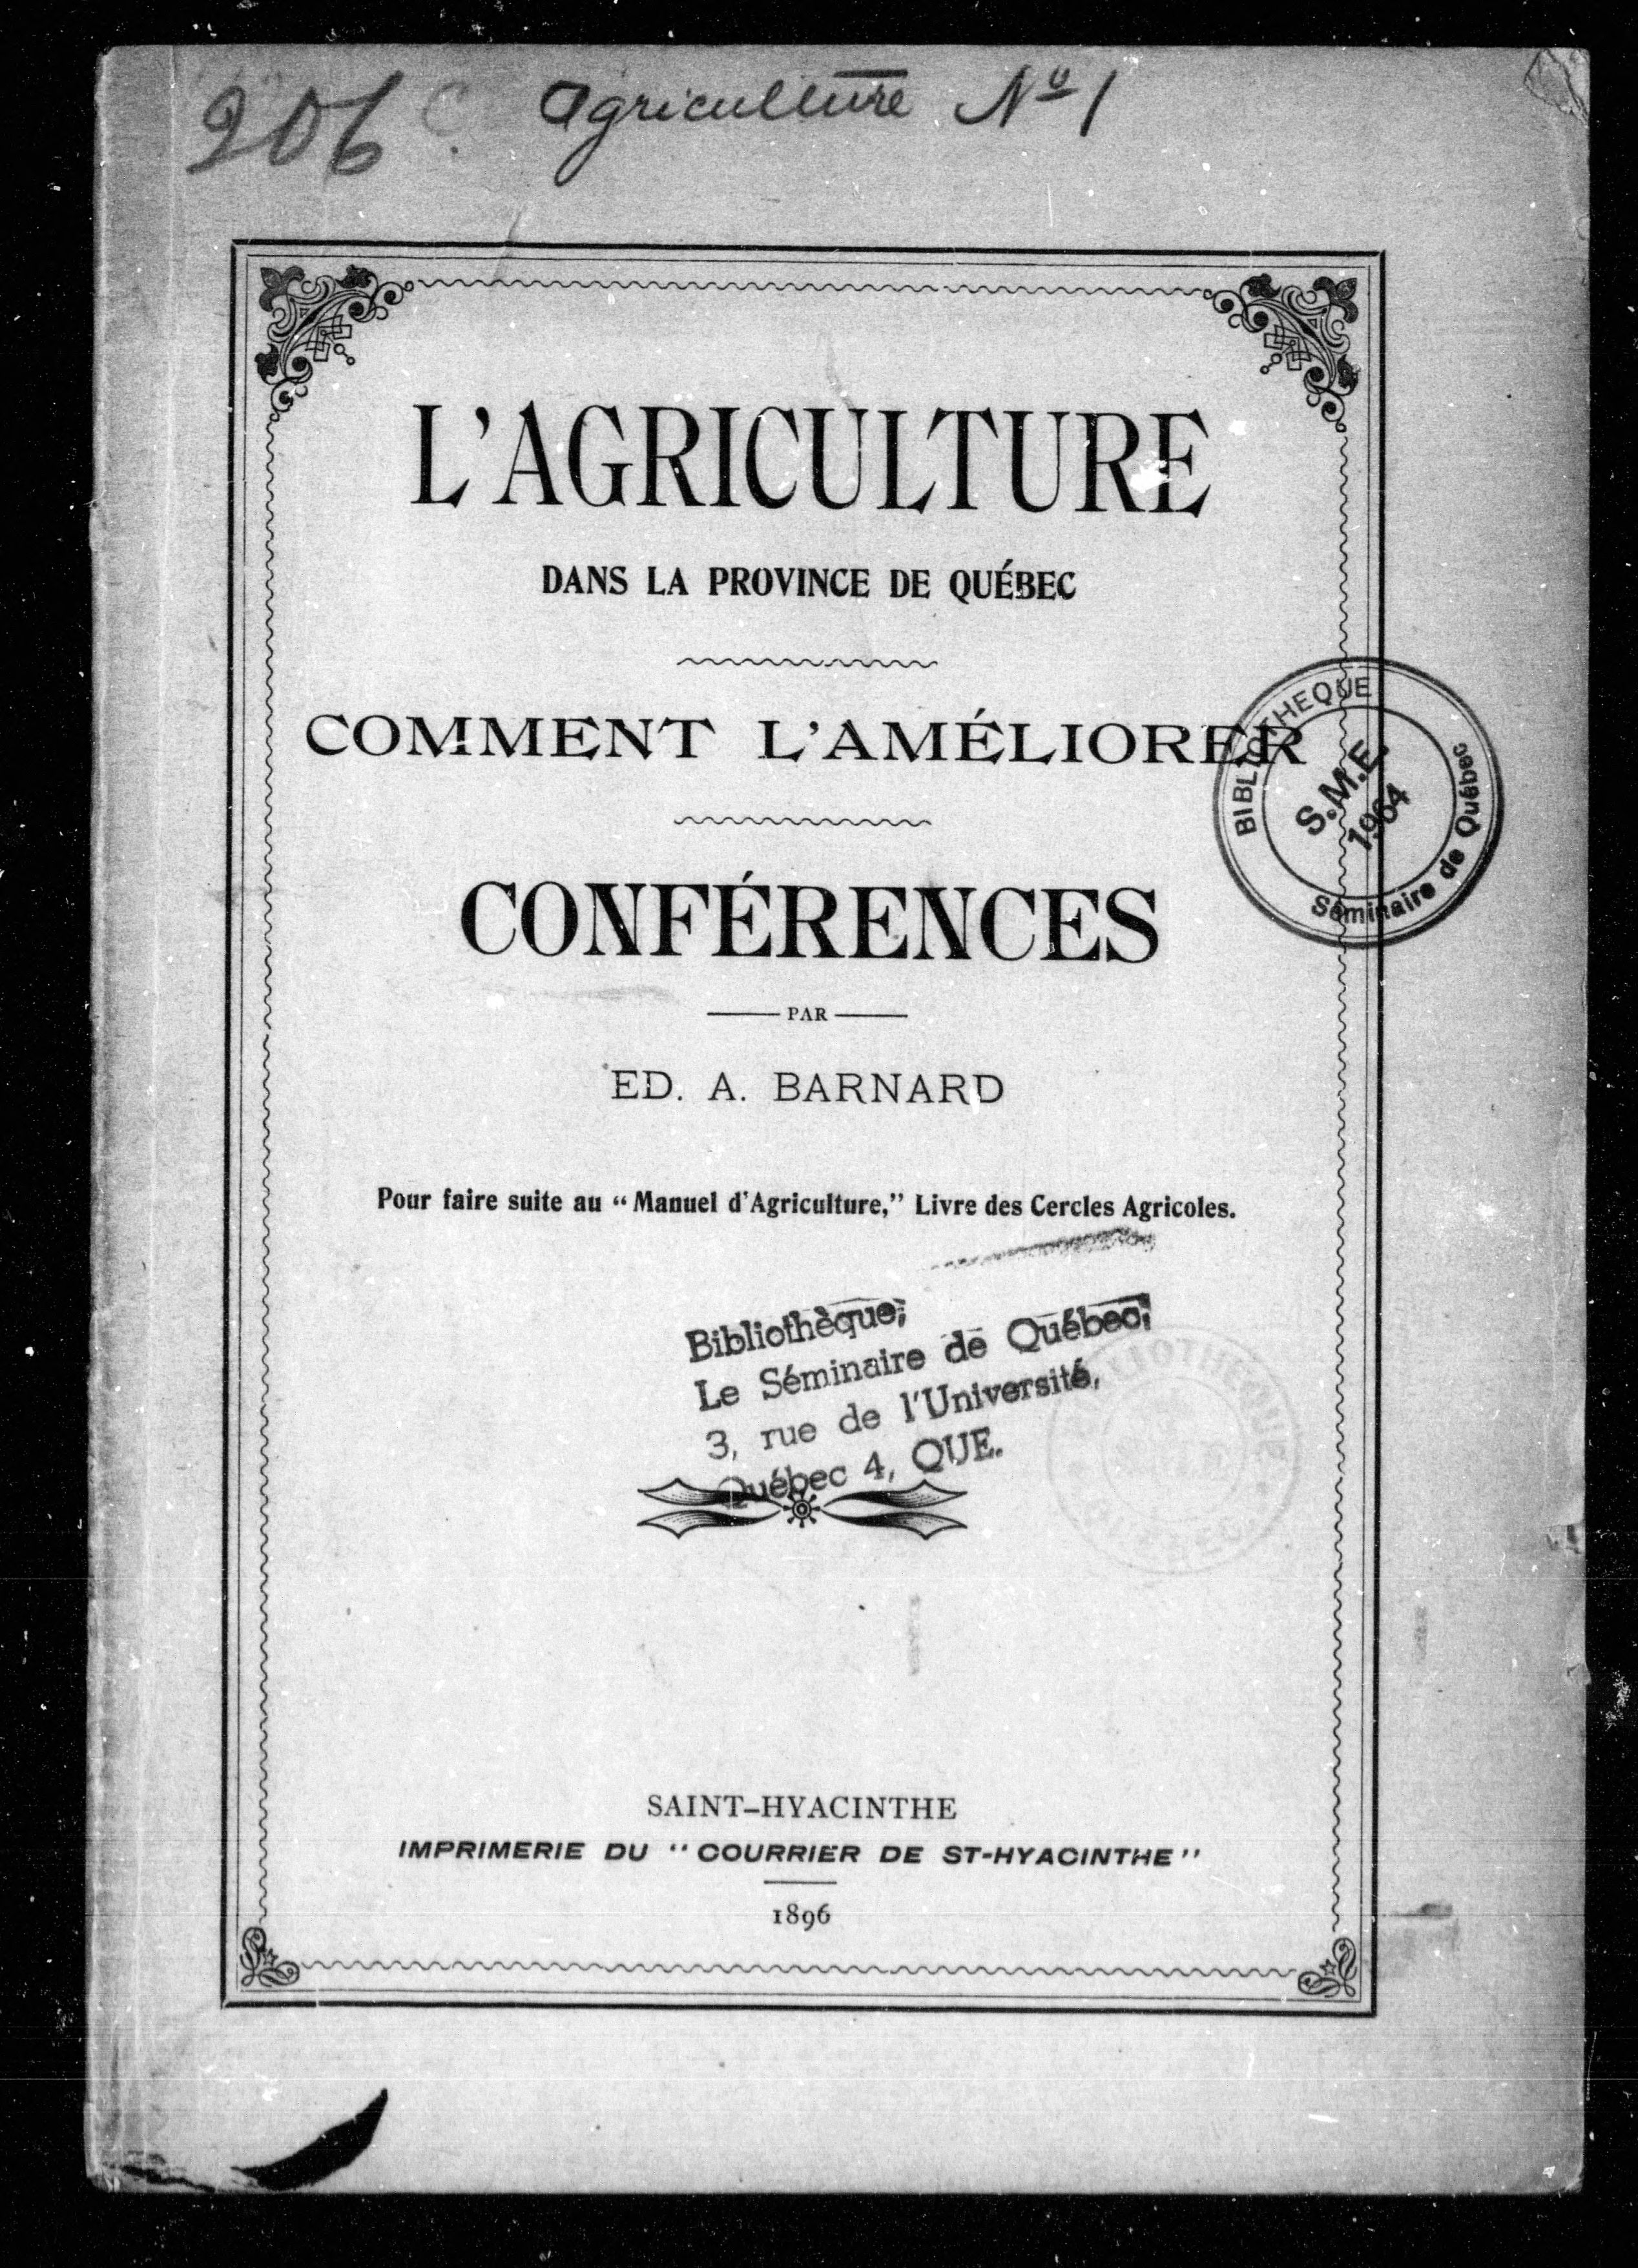 206 agriculture No 1
L'AGRICULTURE
DANS LA PROVINCE DE QUÉBEC
COMMENT L'AMÉLIORER
BIBLIOTHEQUE
S.M.E.
1964
Séminaire de Québec
CONFÉRENCES
PAR
ED. A. BARNARD
Pour faire suite au “ Manuel d'Agriculture,” Livre des Cercles Agricoles.
Bibliothèque,
Le Séminaire de Québec,
3, rue de l'Université,
Québec 4, QUE.
BIBLIOTHEQUE
SAINT-HYACINTHE
IMPRIMERIE DU “ COURRIER DE ST-HYACINTHE ”
1896